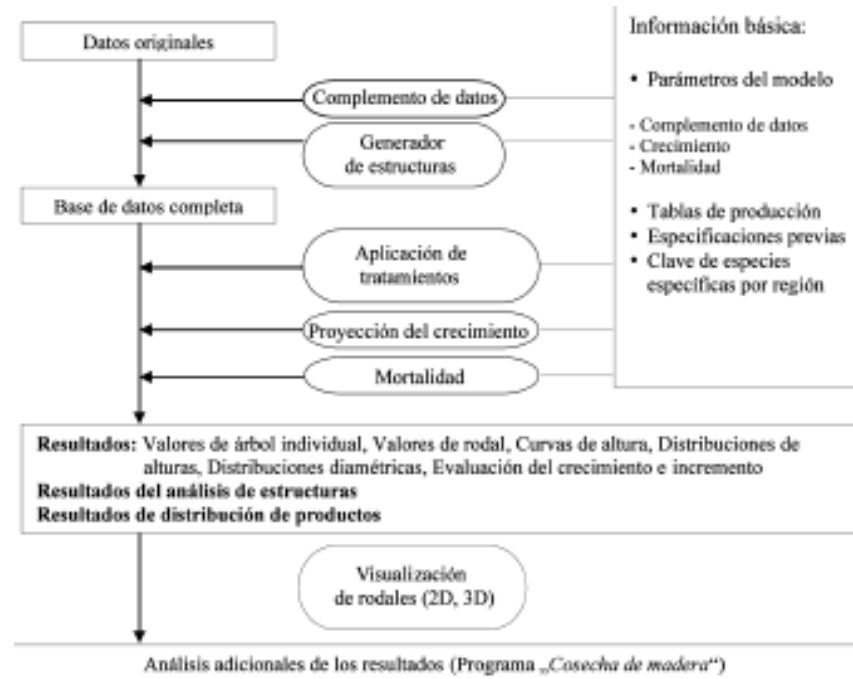 Datos originales
Complemento de datos
Generador
de estructuras
Base de datos completa
Aplicación de
tratamientos
Proyección del crecimiento
Mortalidad
Información básica:
• Parámetros del modelo
- Complemento de datos
- Crecimiento
- Mortalidad
• Tablas de producción
• Especificaciones previas
• Clave de especies
específicas por región
Resultados: Valores de árbol individual, Valores de rodal, Curvas de altura, Distribuciones de
alturas, Distribuciones diamétricas, Evaluación del crecimiento e incremento
Resultados del análisis de estructuras
Resultados de distribución de productos
Visualización
de rodales (2D, 3D)
Análisis adicionales de los resultados (Programa „Cosecha de madera“)